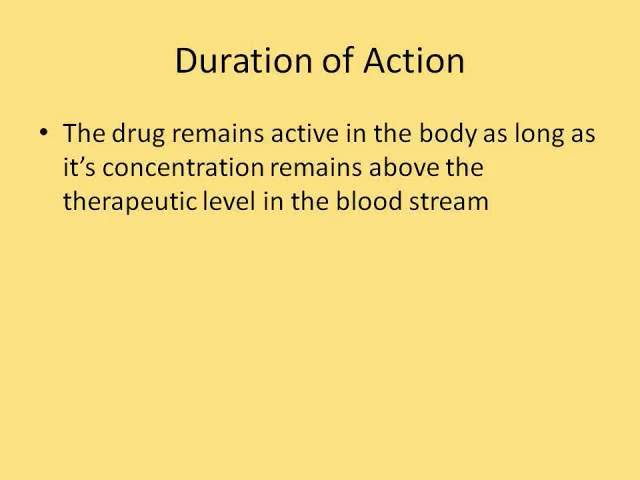 Duration of Action
• The drug remains active in the body as long as
it's concentration remains above the
therapeutic level in the blood stream